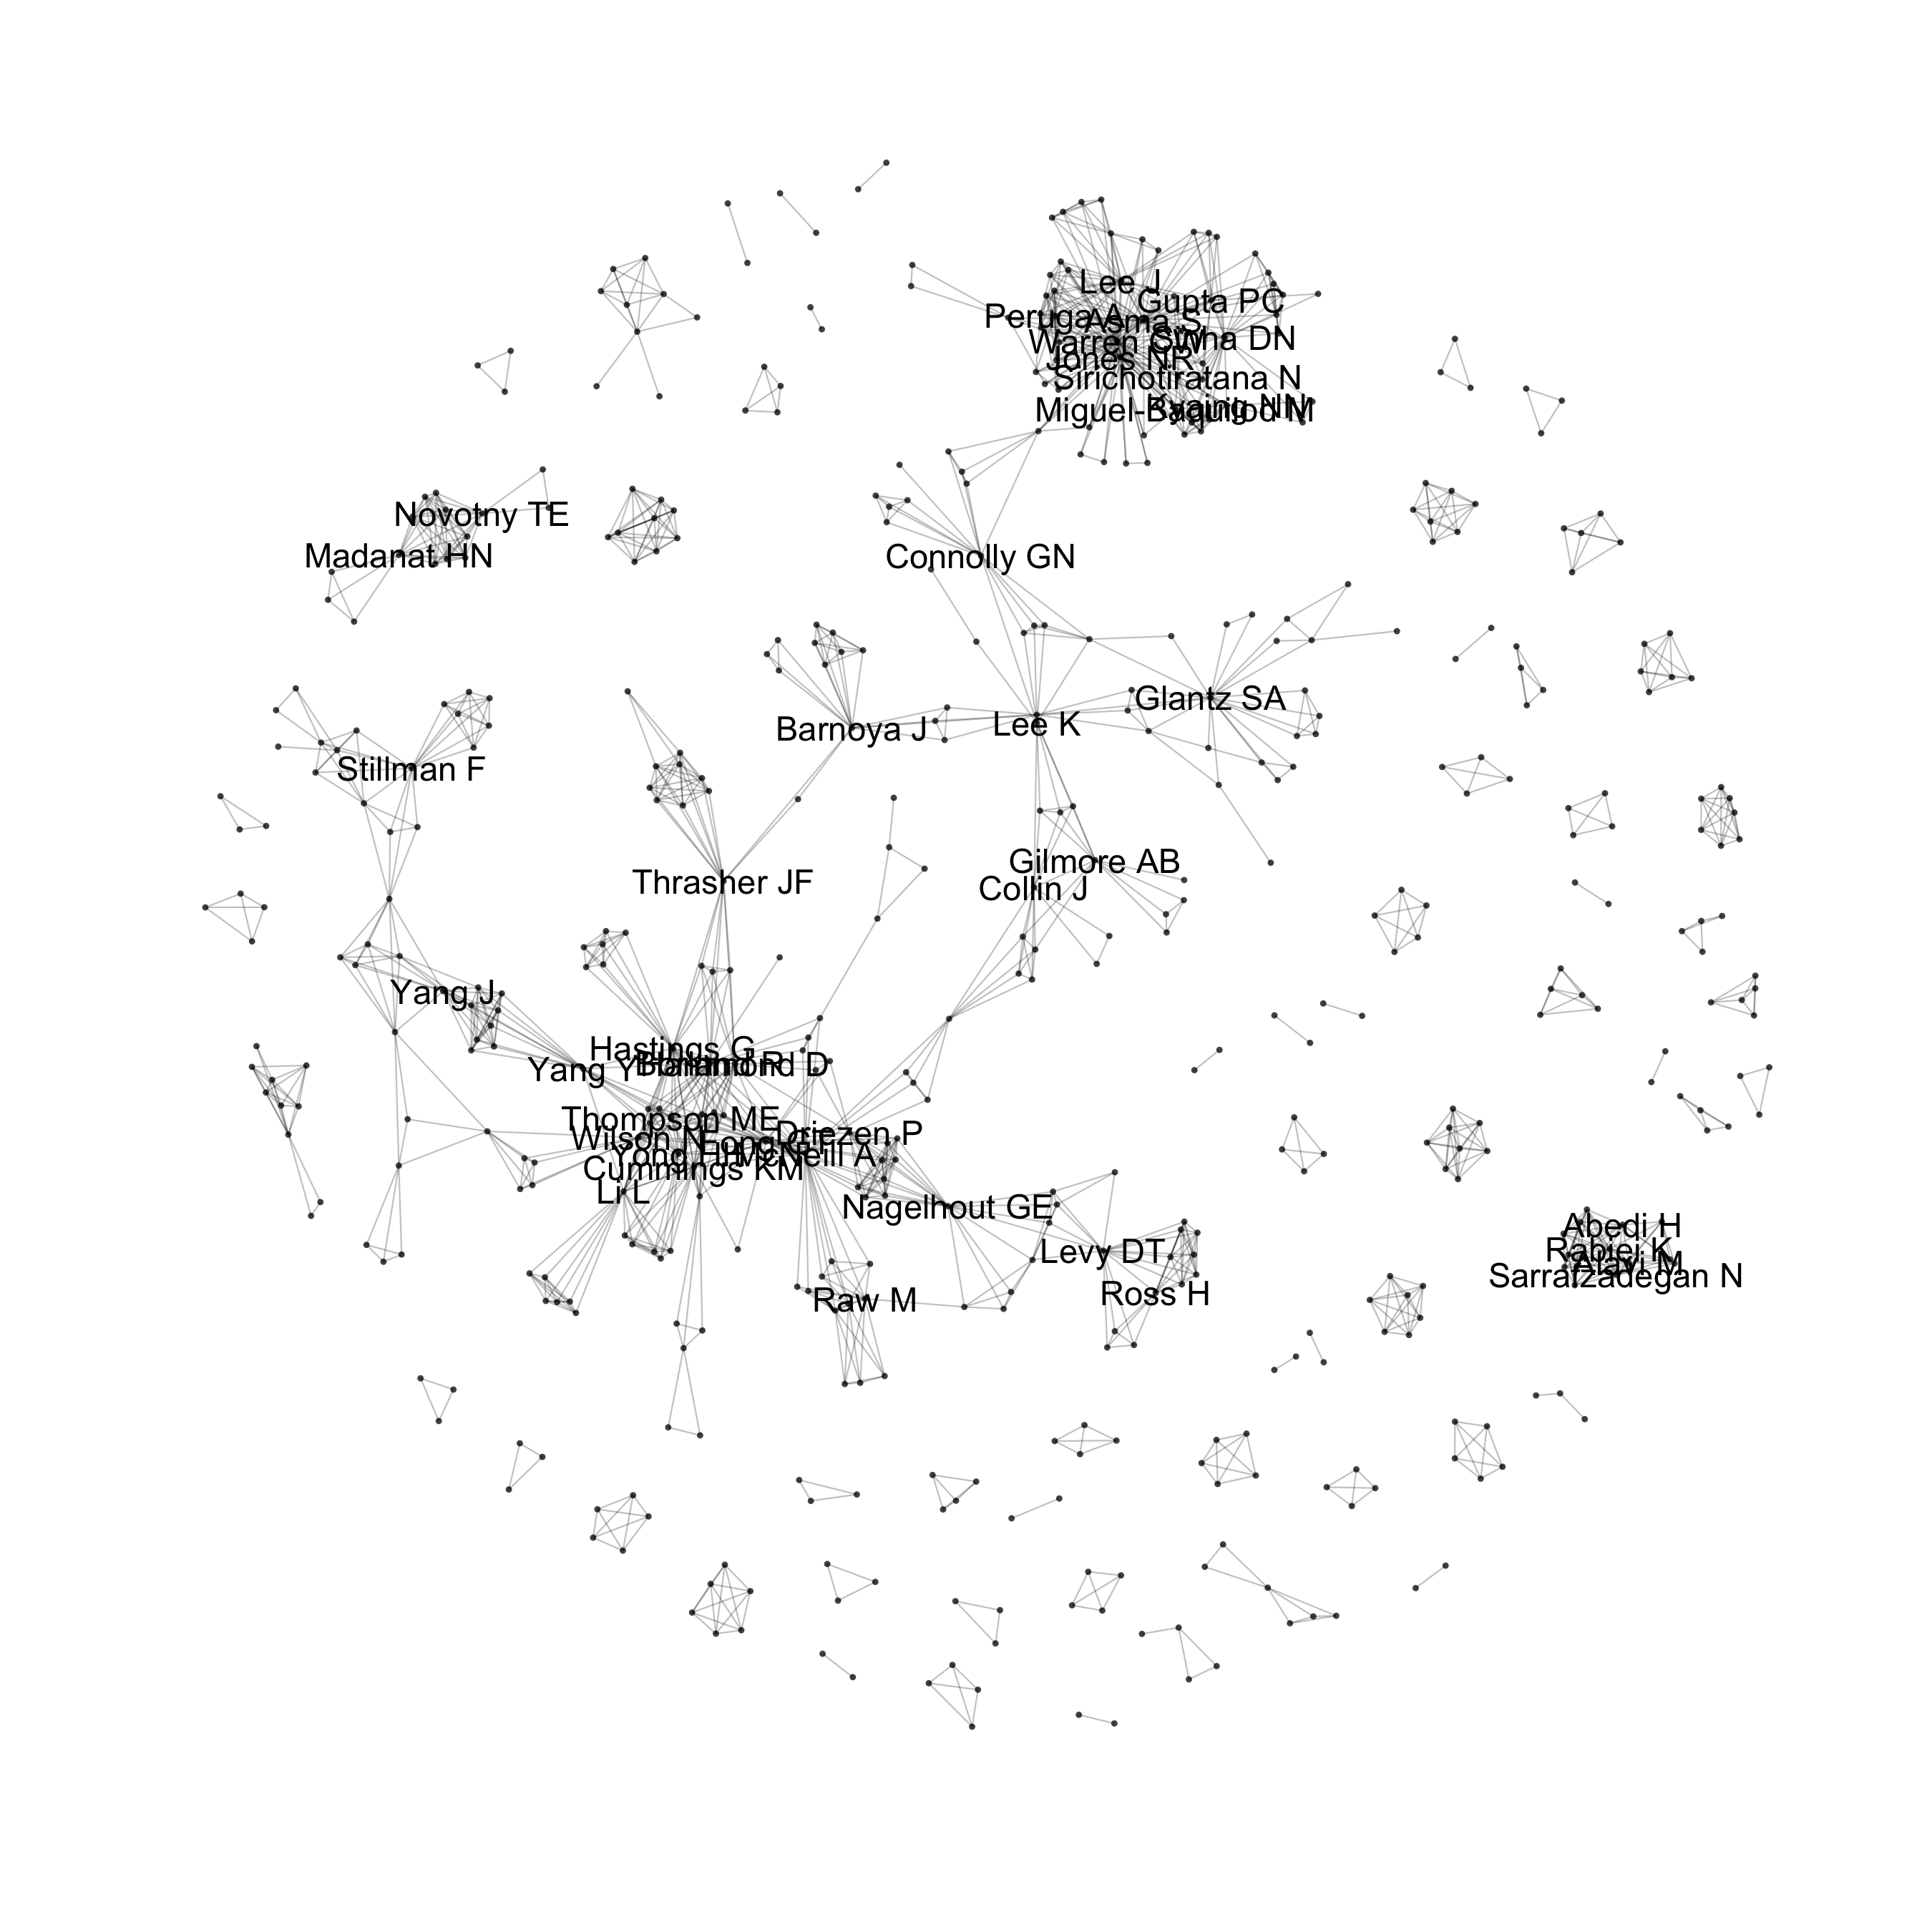 Lee J
Gupta PC
Peruga A
Asma S
Sinha DN
Warren CW
Jones NR
Sirichotiratana N
Miguel-Baquilod M
Kyaing NN
Novotny TE
Madanat HN
Connolly GN
Glantz SA
Barnoya J
Lee K
Stillman F
Gilmore AB
Thrasher JF
Collin J
Yang J
Hastings G
Borland R
Hammond D
Yang Y
Thompson ME
Driezen P
Wilson N
Fong GT
Yong HH
McNeill A
Cummings KM
Li L
Nagelhout GE
Abedi H
Levy DT
Rabiei K
Alavi M
Sarrafzadegan N
Ross H
Raw M